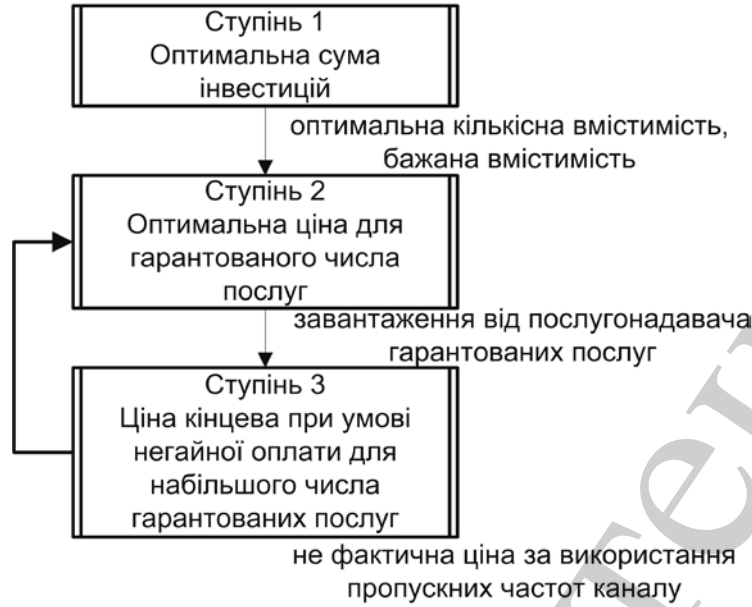 Ступінь 1
Оптимальна сума
інвестицій
оптимальна кількісна вмістимість,
бажана вмістимість
Ступінь 2
Оптимальна ціна для
гарантованого числа
послуг
завантаження від послугонадавача
гарантованих послуг
Ступінь 3
Ціна кінцева при умові
негайної оплати для
набільшого числа
гарантованих послуг
не фактична ціна за використання
пропускних частот каналу